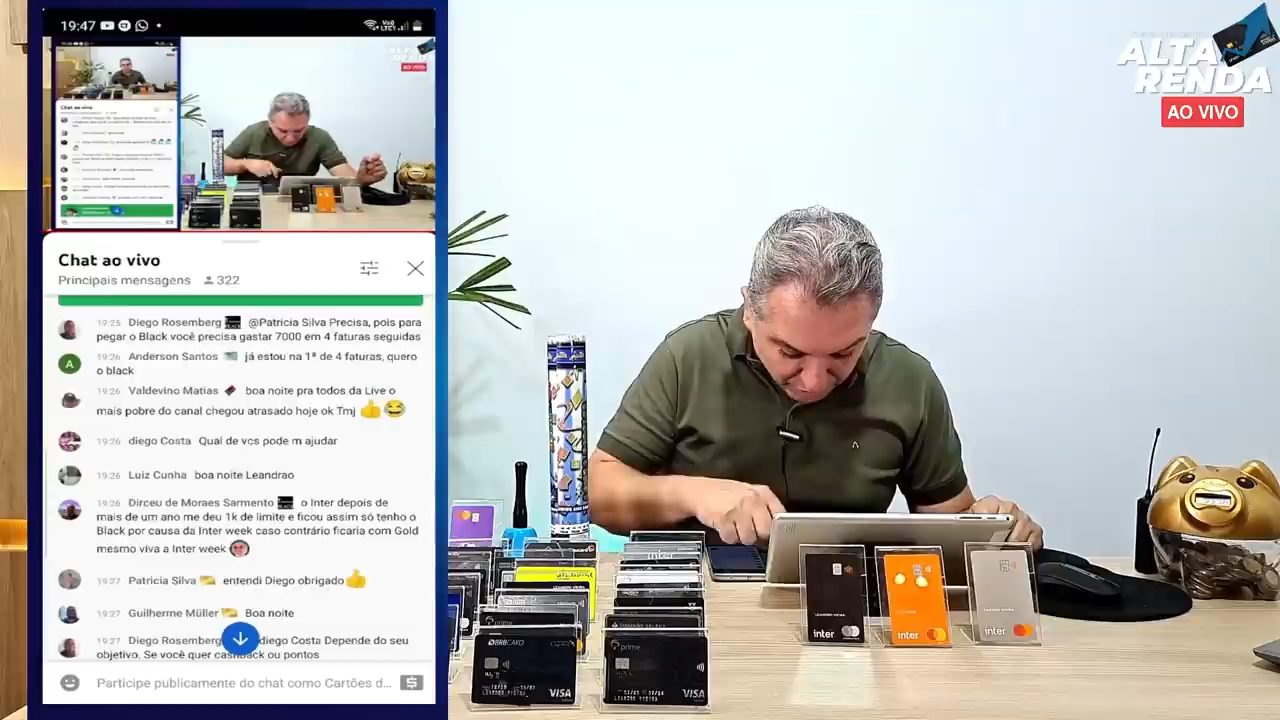 19:47
ALTA
RENDA
AO VIVO
Chat ao vivo
Principais mensagens 322
19:25 Diego Rosemberg @Patricia Silva Precisa, pois para
pegar o Black você precisa gastar 7000 em 4 faturas seguidas
A
19:26 Anderson Santos já estou na 1ª de 4 faturas, quero
o black
19:26 Valdevino Matias boa noite pra todos da Live o
mais pobre do canal chegou atrasado hoje ok Tmj
19:26 diego Costa Qual de vcs pode m ajudar
19:26 Luiz Cunha boa noite Leandrao
19:26 Dirceu de Moraes Sarmento o Inter depois de
mais de um ano me deu 1k de limite e ficou assim só tenho o
Black por causa da Inter week caso contrário ficaria com Gold
mesmo viva a Inter week
19:27 Patricia Silva entendi Diego obrigado
19:27 Guilherme Müller Boa noite
19:27 Diego Rosemberg diego Costa Depende do seu
objetivo. Se você quer cashback ou pontos
Participe publicamente do chat como Cartões d...
inter
inter
inter
inter
BRBCARD
VISA
prime
VISA